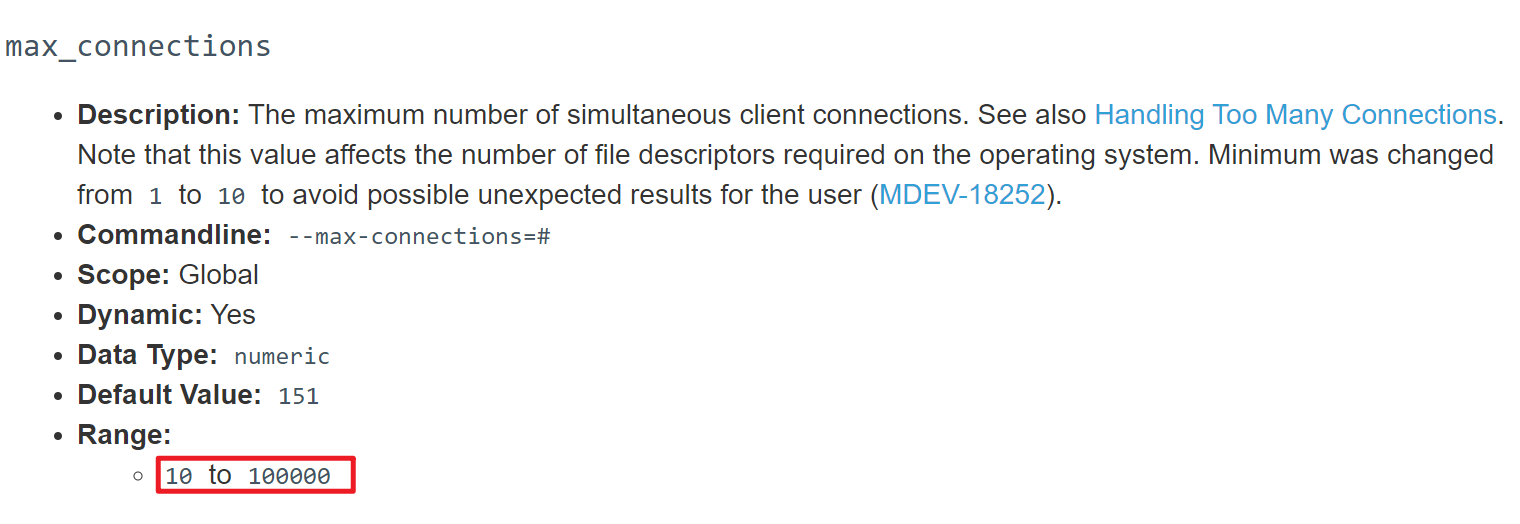 max_connections
Description: The maximum number of simultaneous client connections. See also Handling Too Many Connections.
Note that this value affects the number of file descriptors required on the operating system. Minimum was changed
from 1 to 10 to avoid possible unexpected results for the user (MDEV-18252).
Commandline: --max-connections=#
Scope: Global
Dynamic: Yes
Data Type: numeric
Default Value: 151
Range:
10 to 100000